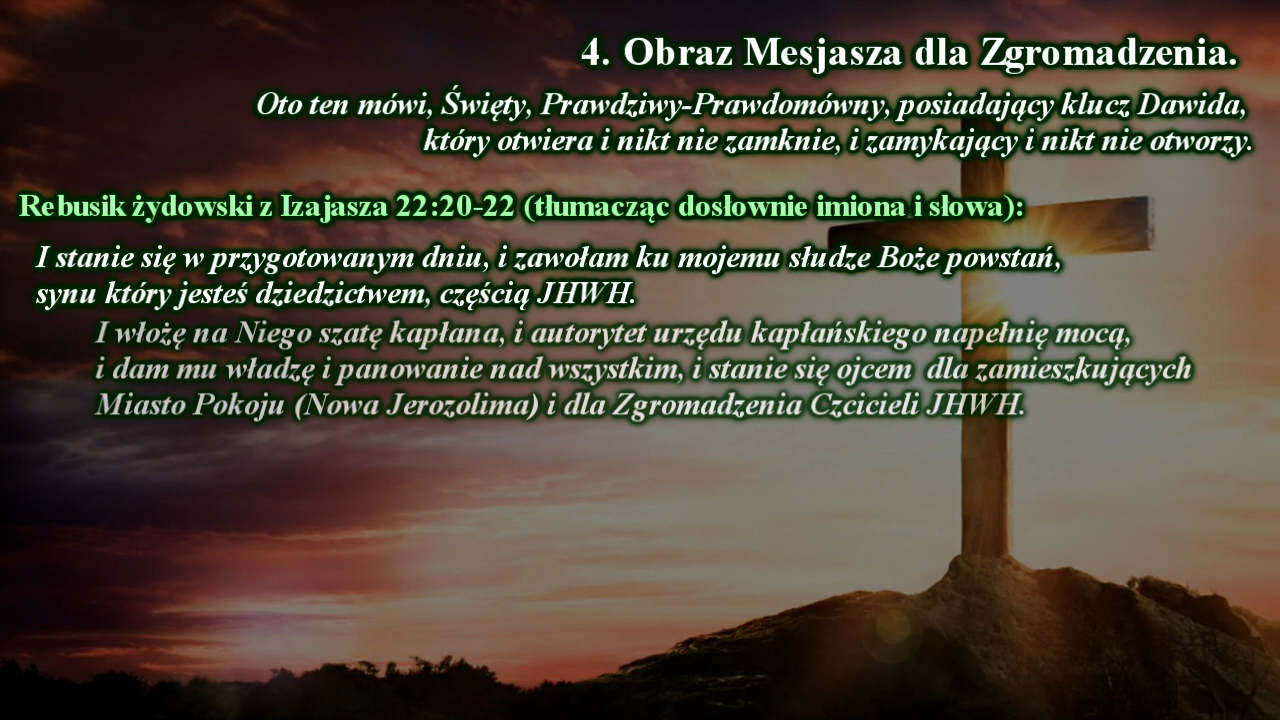 4. Obraz Mesjasza dla Zgromadzenia.
Oto ten mówi, Święty, Prawdziwy-Prawdomówny, posiadający klucz Dawida,
który otwiera i nikt nie zamknie, i zamykający i nikt nie otworzy.
Rebusik żydowski z Izajasza 22:20-22 (tłumacząc dosłownie imiona i słowa):
I stanie się w przygotowanym dniu, i zawołam ku mojemu słudze Boże powstań,
synu który jesteś dziedzictwem, częścią JHWH.
I włożę na Niego szatę kapłana, i autorytet urzędu kapłańskiego napełnię mocą,
i dam mu władzę i panowanie nad wszystkim, i stanie się ojcem dla zamieszkujących
Miasto Pokoju (Nowa Jerozolima) i dla Zgromadzenia Czcicieli JHWH.